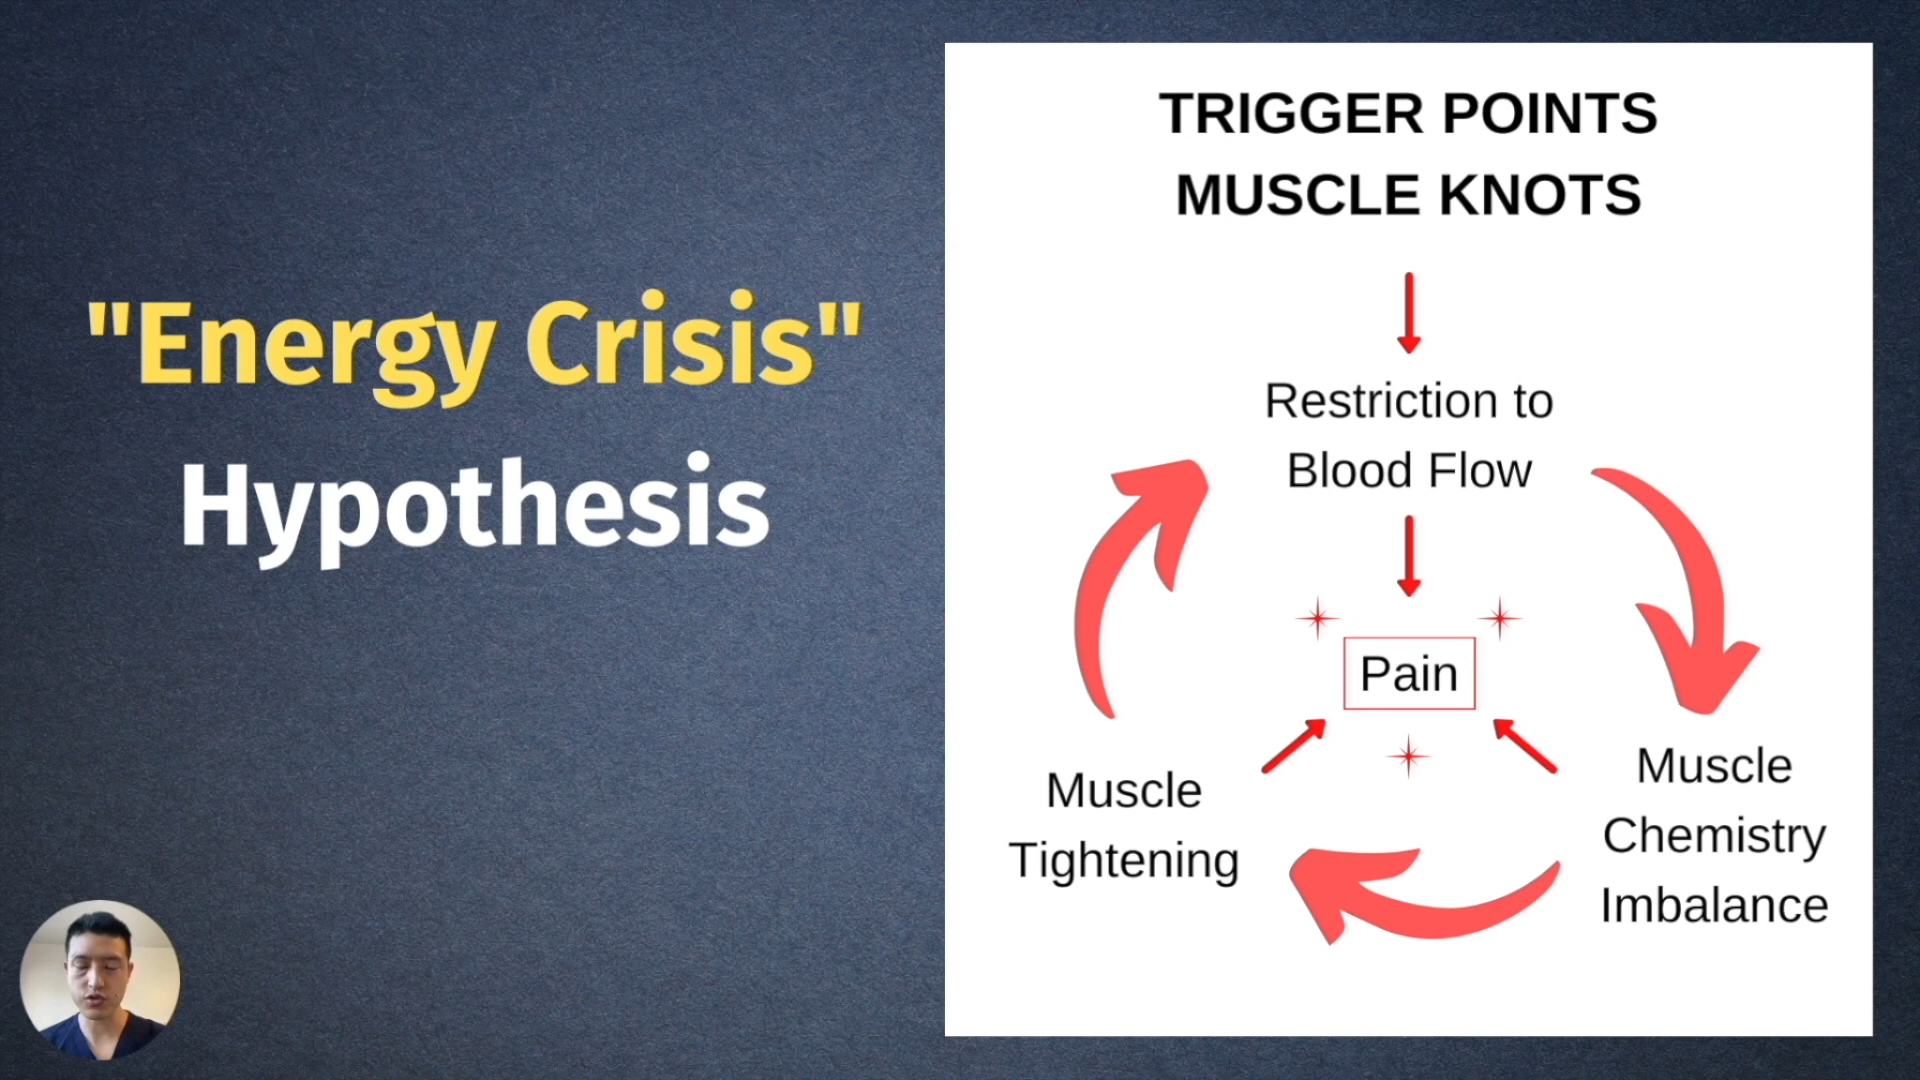 "Energy Crisis"
Hypothesis
TRIGGER POINTS
MUSCLE KNOTS
Restriction to
Blood Flow
Pain
Muscle
Tightening
Muscle
Chemistry
Imbalance